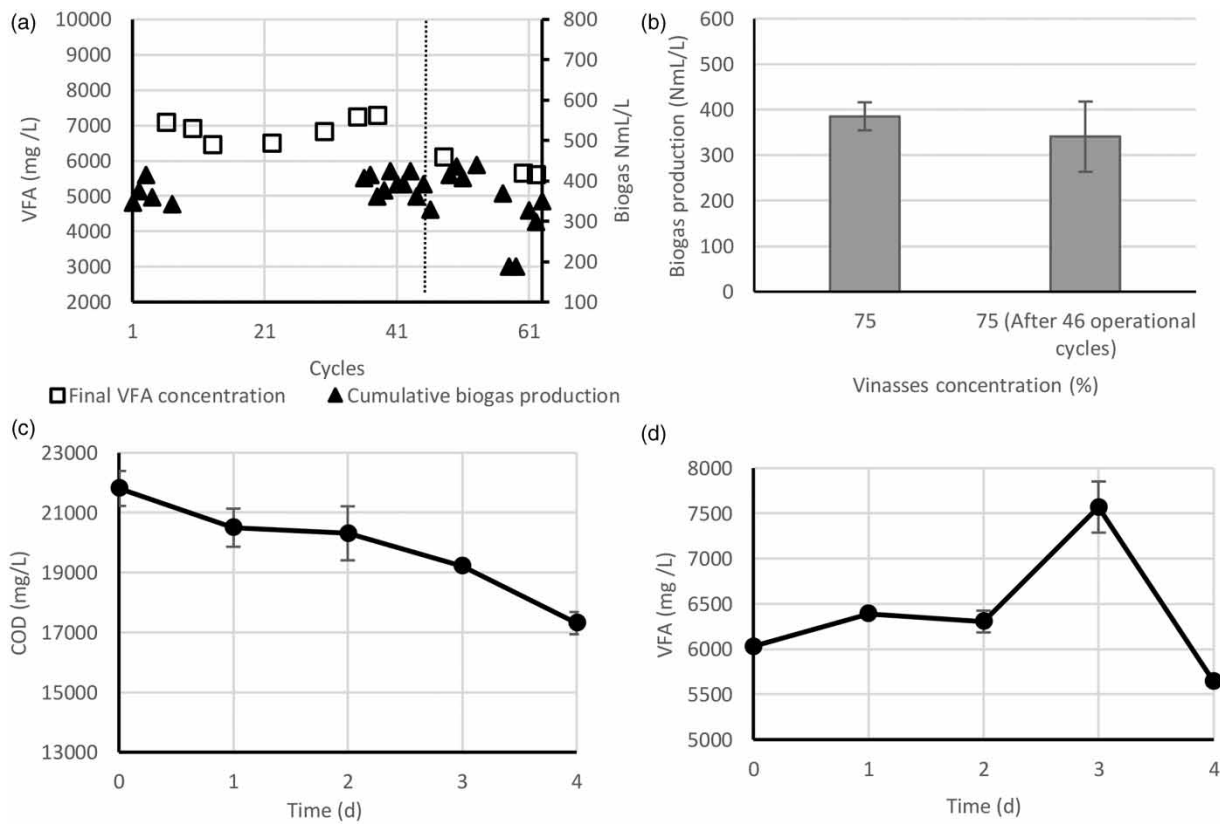 (a)
10000
9000
8000
7000
6000
5000
4000
3000
2000
VFA (mg /L)
800
700
600
500
400
300
200
100
Biogas NmL/L
1 21 41 61
Cycles
Final VFA concentration Cumulative biogas production
(b)
600
500
400
300
200
100
0
Biogas production (NmL/L)
75 75 (After 46 operational
cycles)
Vinasses concentration (%)
(c)
23000
21000
19000
17000
15000
13000
COD (mg/L)
0 1 2 3 4
Time (d)
(d)
8000
7500
7000
6500
6000
5500
5000
VFA (mg /L)
0 1 2 3 4
Time (d)